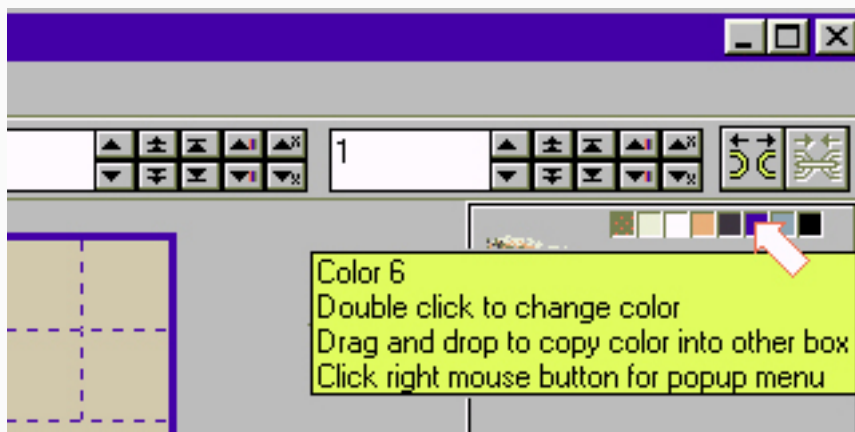 1
Color 6
Double click to change color
Drag and drop to copy color into other box
Click right mouse button for popup menu